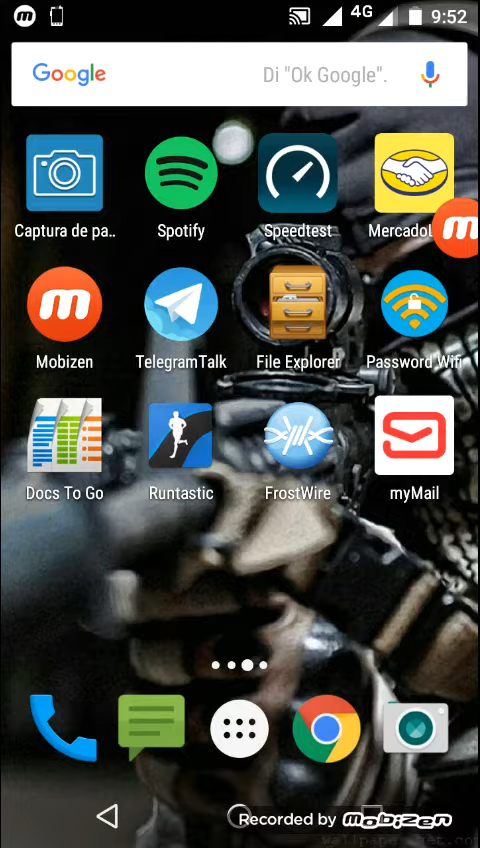 4G 9:52
Google Di "Ok Google".
Captura de pa.. Spotify Speedtest MercadoL
Mobizen TelegramTalk File Explorer Password Wifi
Docs To Go Runtastic FrostWire myMail
Recorded by mobizen